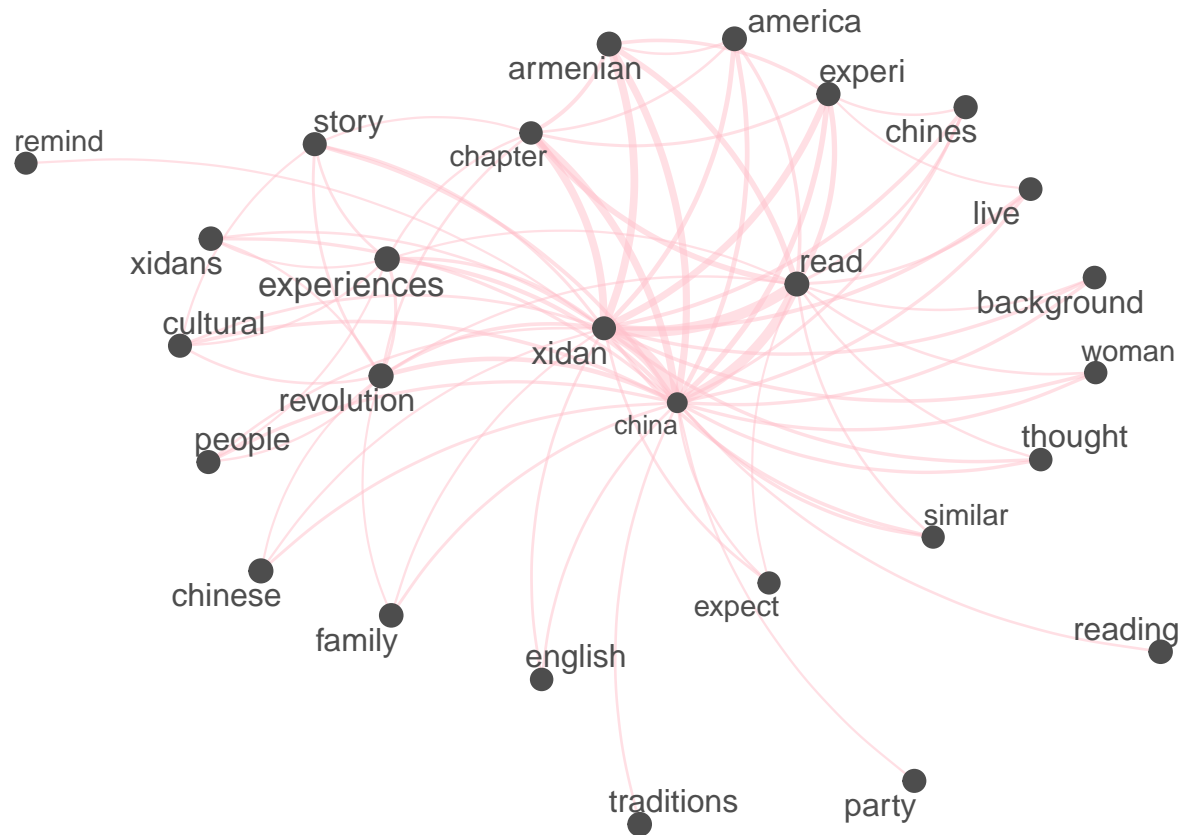 america
armenian
experi
story
chines
remind
chapter
live
xidans
experiences
read
background
cultural
xidan
woman
revolution
china
people
thought
similar
chinese
expect
family
english
reading
traditions
party